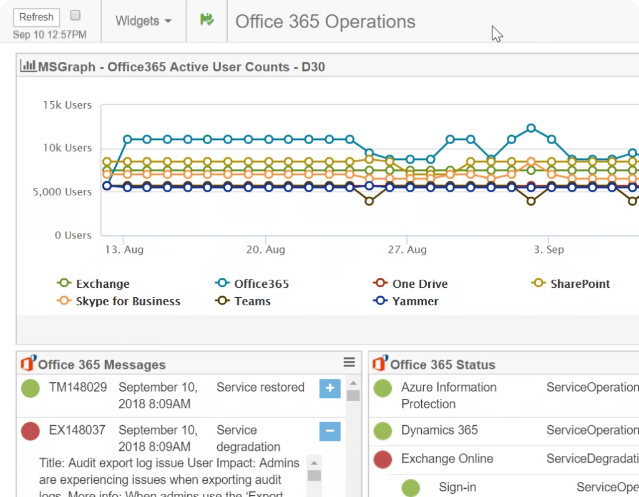 Refresh
Sep 10 12:57PM
Widgets
Office 365 Operations
MSGraph - Office365 Active User Counts - D30
15k Users
10k Users
5,000 Users
0 Users
13. Aug
20. Aug
27. Aug
3. Sep
Exchange
Office365
One Drive
SharePoint
Skype for Business
Teams
Yammer
Office 365 Messages
TM148029
September 10,
2018 8:09AM
Service restored
+
EX148037
September 10,
2018 8:09AM
Service
degradation
−
Title: Audit export log issue User Impact: Admins
are experiencing issues when exporting audit
logs. More info: When admins use the 'Export
Office 365 Status
Azure Information
Protection
ServiceOperation
Dynamics 365
ServiceOperation
Exchange Online
ServiceDegradati
Sign-in
ServiceOpe